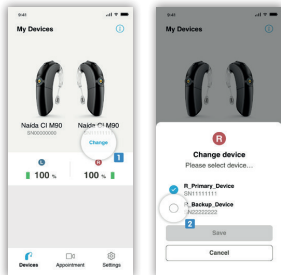 9:41
My Devices
Naida CI M90
Naida CI M90
SN00000000
Change
1
L
R
100 %
100 %
Devices
Appointment
Settings
9:41
My Devices
R
Change device
Please select device...
R_Primary_Device
SN11111111
R_Backup_Device
SN22222222
2
Save
Cancel